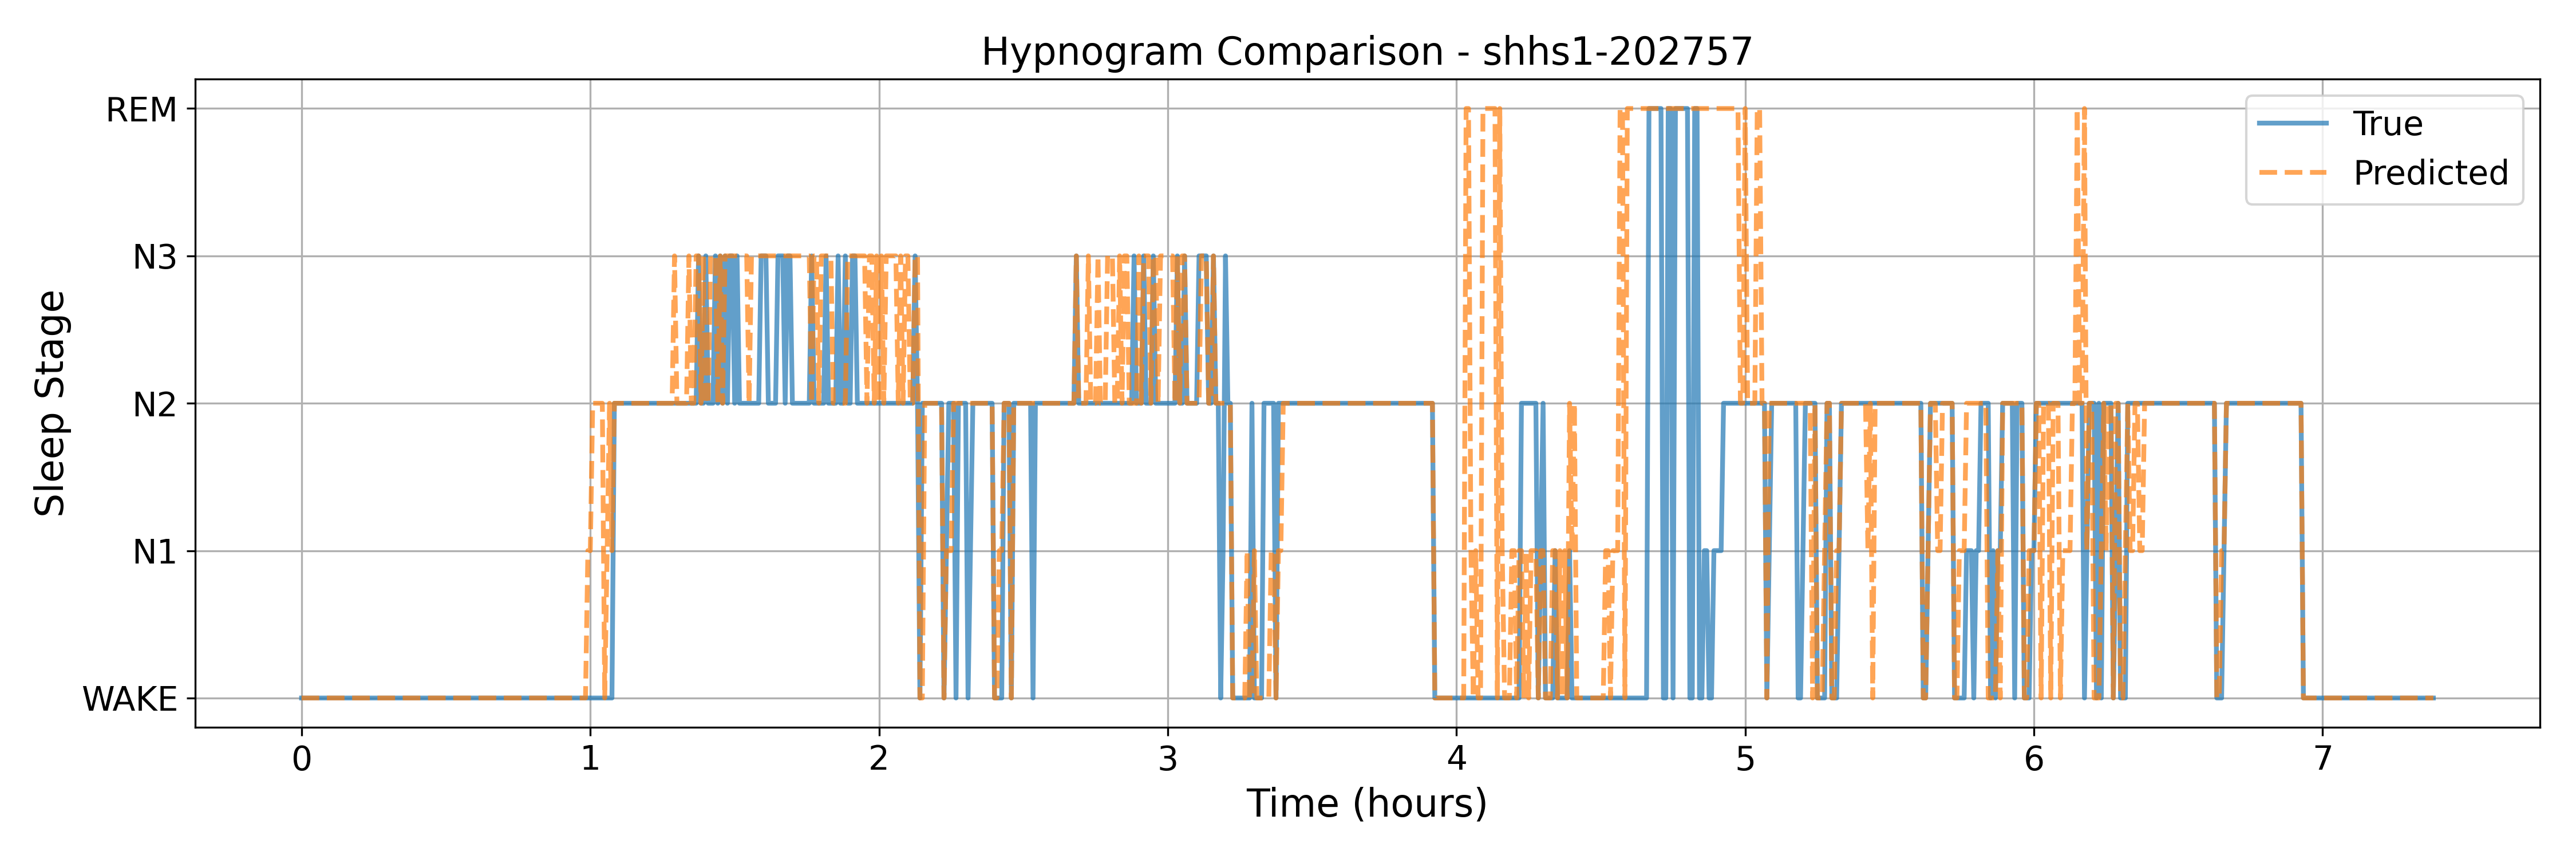 Hypnogram Comparison - shhs1-202757
REM
N3
N2
N1
WAKE
Sleep Stage
True
Predicted
0 1 2 3 4 5 6 7
Time (hours)